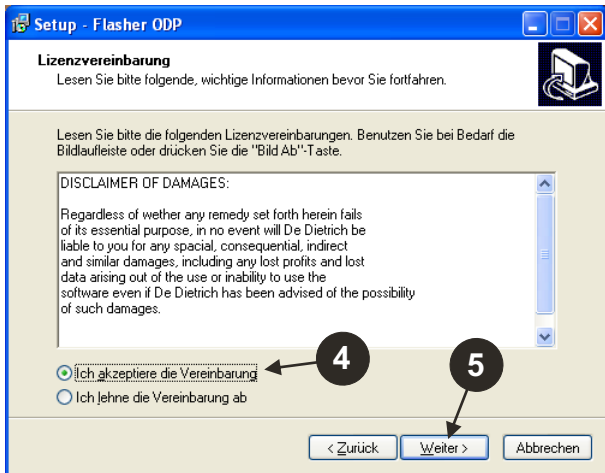 Setup - Flasher ODP
Lizenzvereinbarung
Lesen Sie bitte folgende, wichtige Informationen bevor Sie fortfahren.
Lesen Sie bitte die folgenden Lizenzvereinbarungen. Benutzen Sie bei Bedarf die
Bildlaufleiste oder drücken Sie die "Bild Ab"-Taste.
DISCLAIMER OF DAMAGES:
Regardless of wether any remedy set forth herein fails
of its essential purpose, in no event will De Dietrich be
liable to you for any spacial, consequential, indirect
and similar damages, including any lost profits and lost
data arising out of the use or inability to use the
software even if De Dietrich has been advised of the possibility
of such damages.
Ich akzeptiere die Vereinbarung
4
Ich lehne die Vereinbarung ab
5
< Zurück
Weiter >
Abbrechen